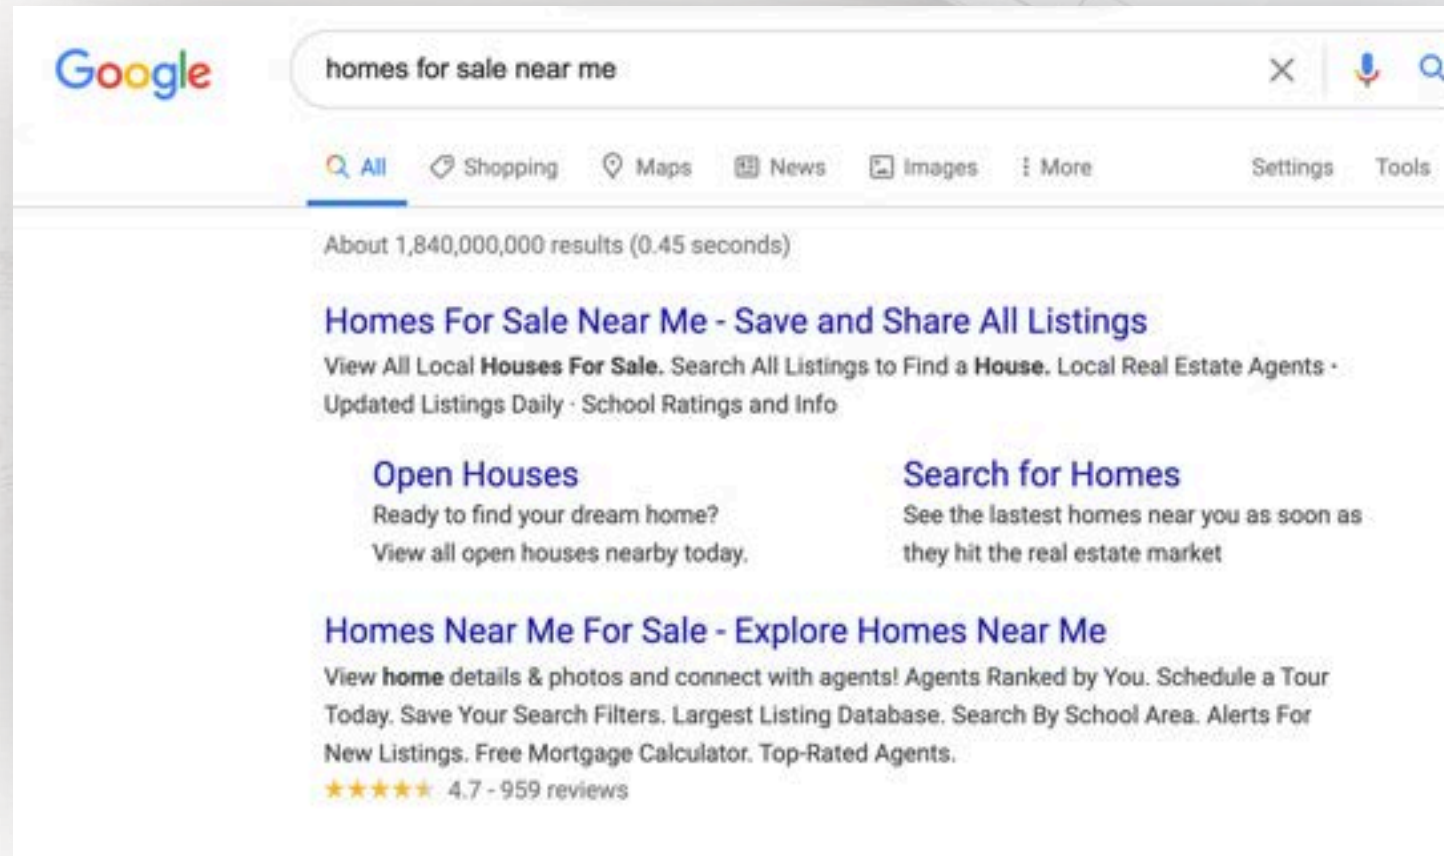 Google
homes for sale near me
All Shopping Maps News Images More Settings Tools
About 1,840,000,000 results (0.45 seconds)
Homes For Sale Near Me - Save and Share All Listings
View All Local Houses For Sale. Search All Listings to Find a House. Local Real Estate Agents ·
Updated Listings Daily · School Ratings and Info
Open Houses
Ready to find your dream home?
View all open houses nearby today.
Search for Homes
See the lastest homes near you as soon as
they hit the real estate market
Homes Near Me For Sale - Explore Homes Near Me
View home details & photos and connect with agents! Agents Ranked by You. Schedule a Tour
Today. Save Your Search Filters. Largest Listing Database. Search By School Area. Alerts For
New Listings. Free Mortgage Calculator. Top-Rated Agents.
4.7 - 959 reviews